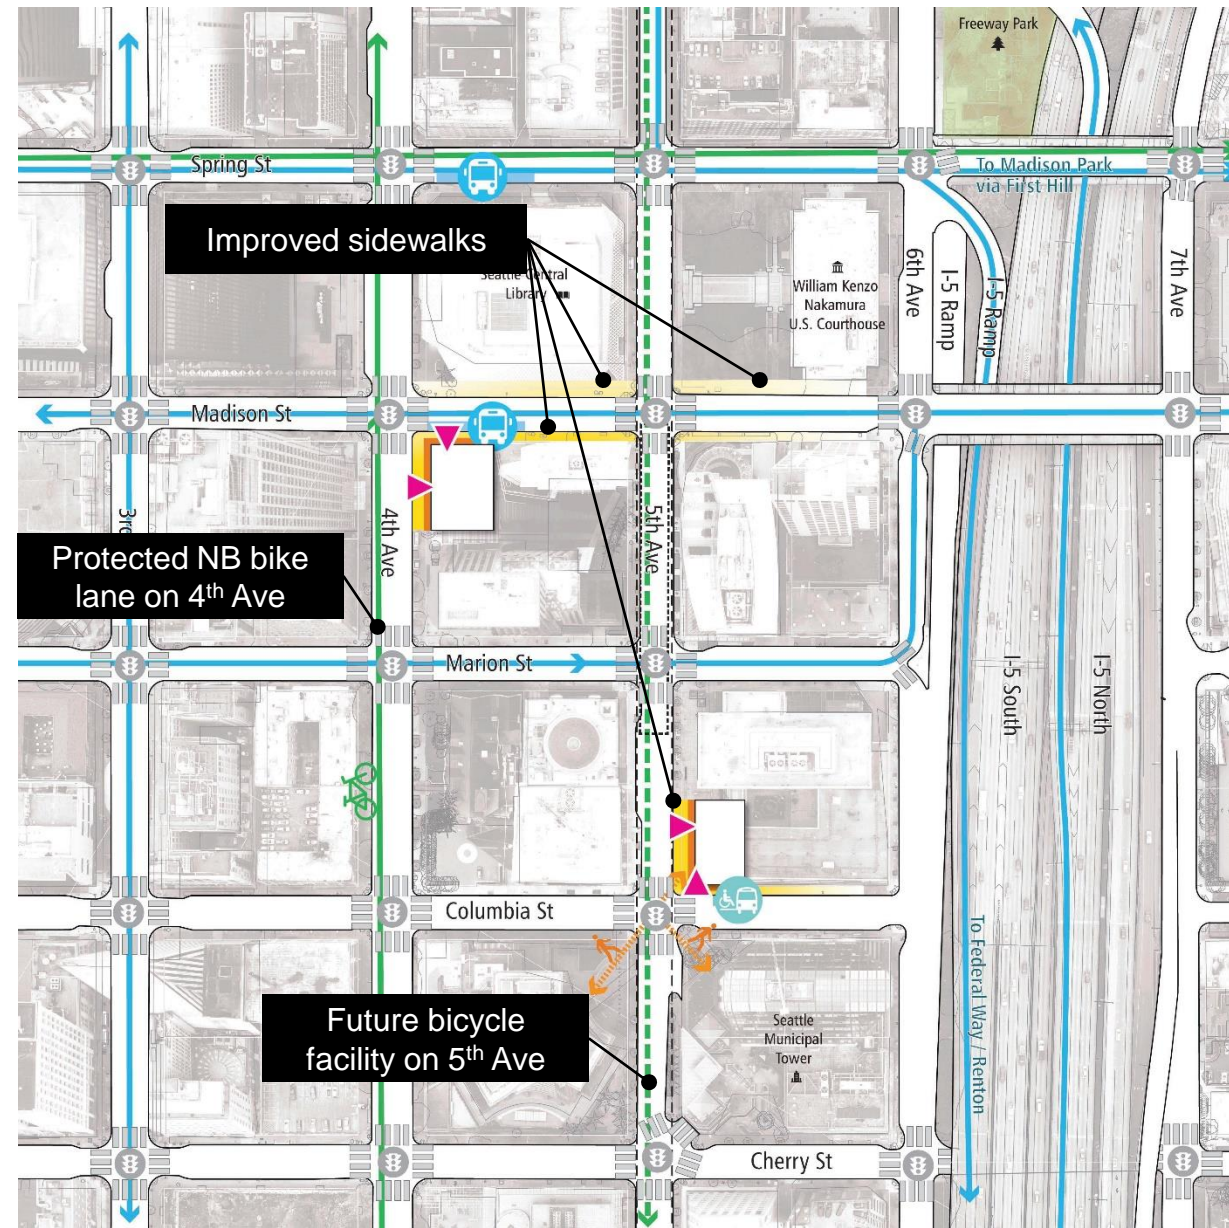 Freeway Park
Spring St
To Madison Park
via First Hill
Improved sidewalks
Seattle Central
Library
William Kenzo
Nakamura
U.S. Courthouse
6th Ave
I-5 Ramp
I-5 Ramp
7th Ave
Madison St
3rd
4th Ave
5th Ave
Protected NB bike
lane on 4th Ave
Marion St
I-5 South
I-5 North
Columbia St
To Federal Way / Renton
Future bicycle
facility on 5th Ave
Seattle
Municipal
Tower
Cherry St